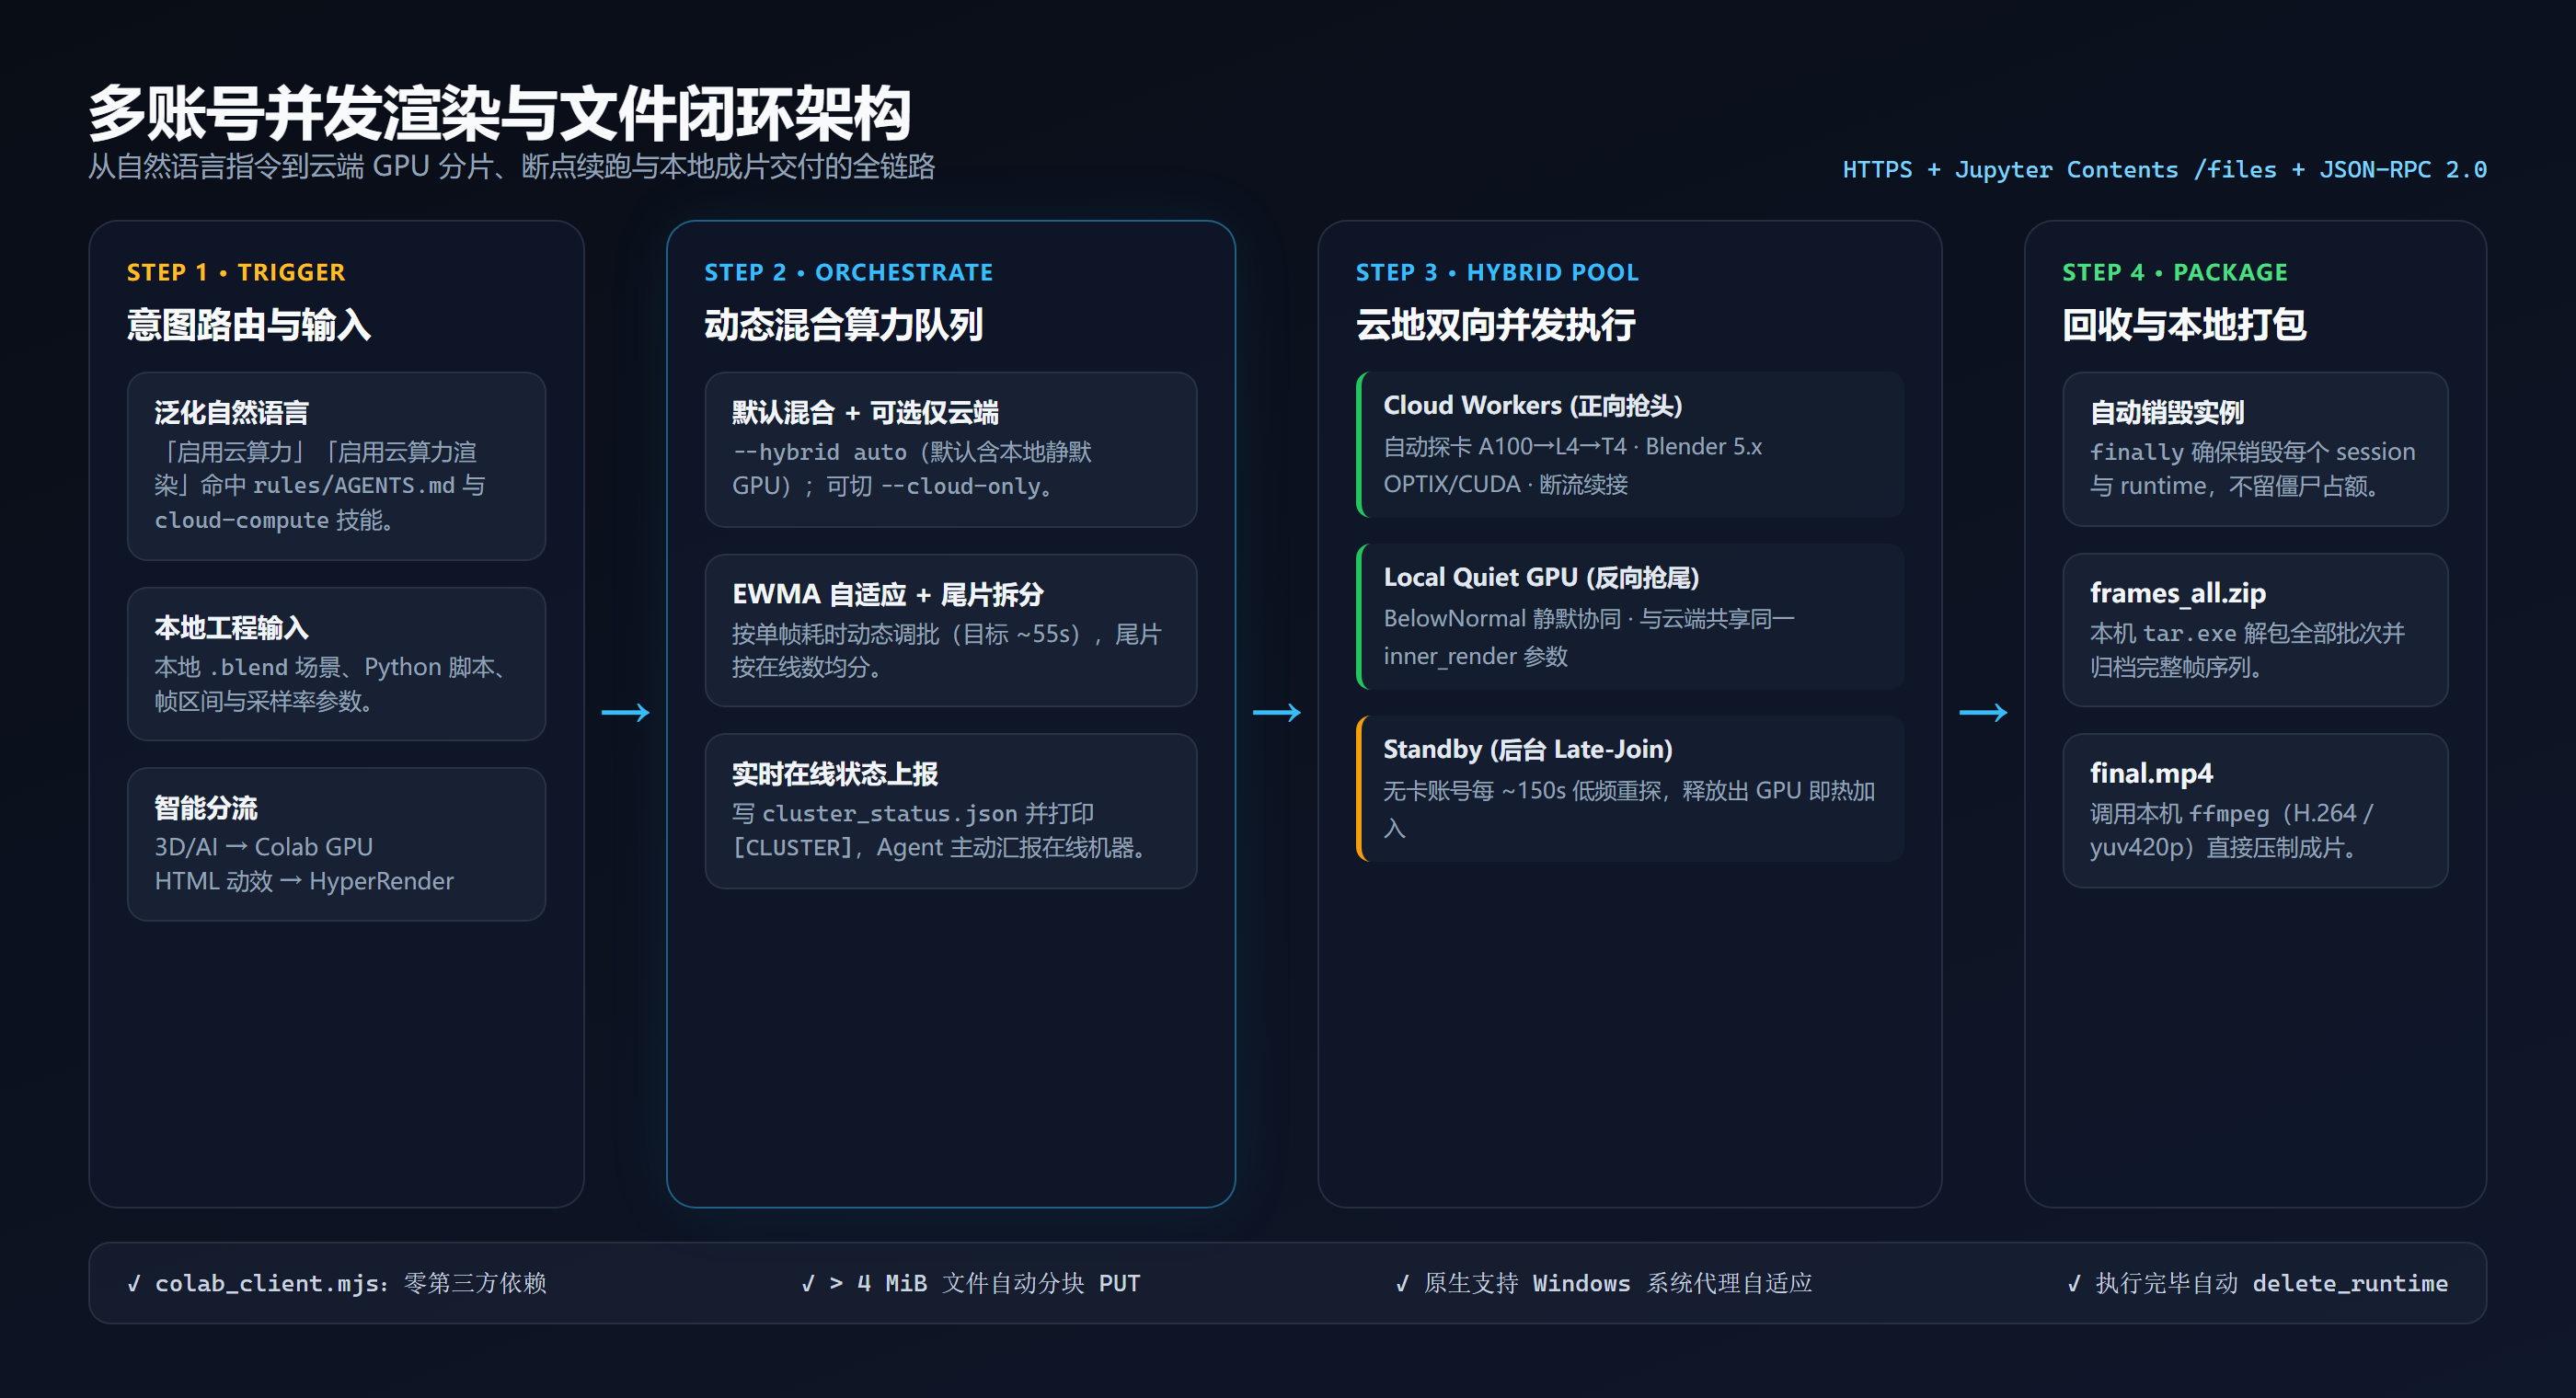 多账号并发渲染与文件闭环架构
从自然语言指令到云端 GPU 分片、断点续跑与本地成片交付的全链路
HTTPS + Jupyter Contents /files + JSON-RPC 2.0
STEP 1 • TRIGGER
意图路由与输入
泛化自然语言
「启用云算力」「启用云算力渲
染」命中 rules/AGENTS.md 与
cloud-compute 技能。
本地工程输入
本地 .blend 场景、Python 脚本、
帧区间与采样率参数。
智能分流
3D/AI → Colab GPU
HTML 动效 → HyperRender
→
STEP 2 • ORCHESTRATE
动态混合算力队列
默认混合 + 可选仅云端
--hybrid auto（默认含本地静默
GPU）；可切 --cloud-only。
EWMA 自适应 + 尾片拆分
按单帧耗时动态调批（目标 ~55s），尾片
按在线数均分。
实时在线状态上报
写 cluster_status.json 并打印
[CLUSTER]，Agent 主动汇报在线机器。
→
STEP 3 • HYBRID POOL
云地双向并发执行
Cloud Workers (正向抢头)
自动探卡 A100→L4→T4 · Blender 5.x
OPTIX/CUDA · 断流续接
Local Quiet GPU (反向抢尾)
BelowNormal 静默协同 · 与云端共享同一
inner_render 参数
Standby (后台 Late-Join)
无卡账号每 ~150s 低频重探，释放出 GPU 即热加
入
→
STEP 4 • PACKAGE
回收与本地打包
自动销毁实例
finally 确保销毁每个 session
与 runtime，不留僵尸占额。
frames_all.zip
本机 tar.exe 解包全部批次并
归档完整帧序列。
final.mp4
调用本机 ffmpeg（H.264 /
yuv420p）直接压制成片。
✓ colab_client.mjs: 零第三方依赖
✓ > 4 MiB 文件自动分块 PUT
✓ 原生支持 Windows 系统代理自适应
✓ 执行完毕自动 delete_runtime